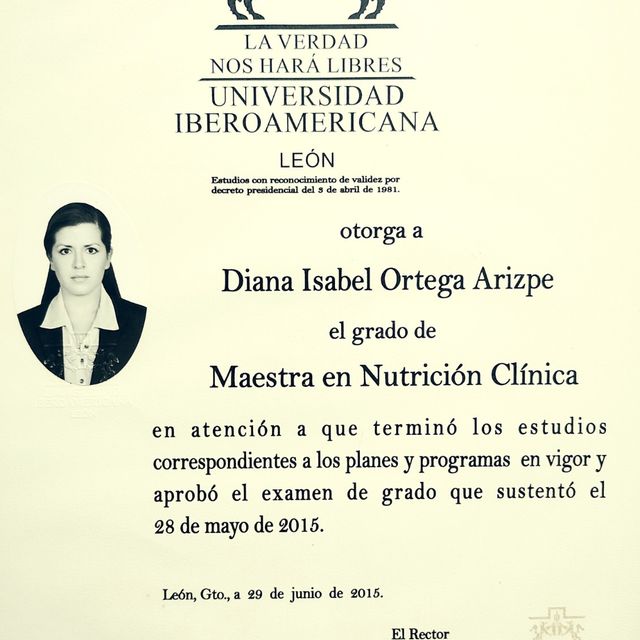 LA VERDAD
NOS HARÁ LIBRES
UNIVERSIDAD
IBEROAMERICANA
LEÓN
Estudios con reconocimiento de validez por
decreto presidencial del 3 de abril de 1981.
otorga a
Diana Isabel Ortega Arizpe
el grado de
Maestra en Nutrición Clínica
en atención a que terminó los estudios
correspondientes a los planes y programas en vigor y
aprobó el examen de grado que sustentó el
28 de mayo de 2015.
León, Gto., a 29 de junio de 2015.
El Rector